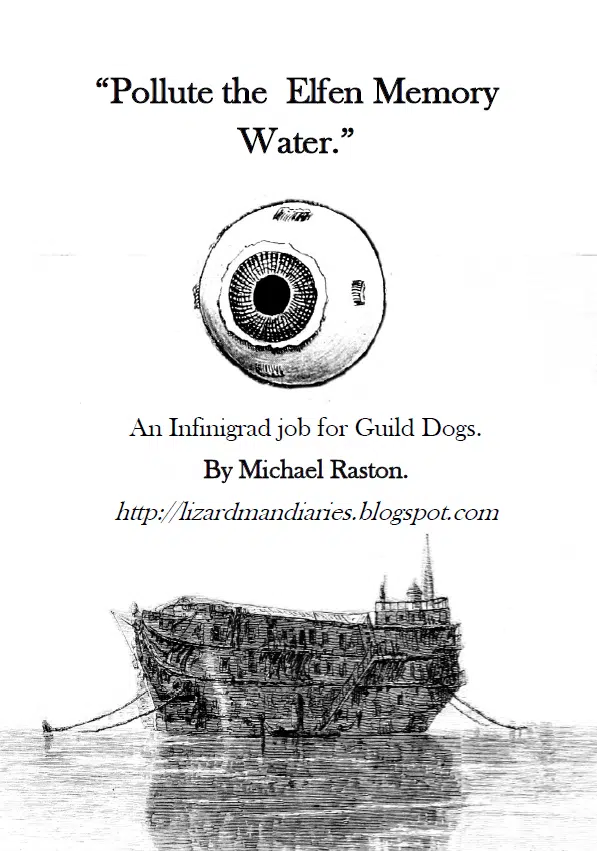 “Pollute the Elfen Memory
Water.”
An Infinigrad job for Guild Dogs.
By Michael Raston.
http://lizardmandiaries.blogspot.com